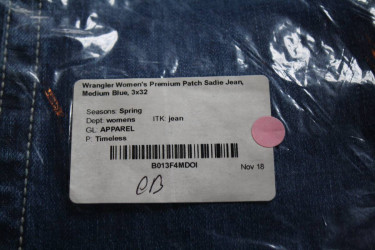 Wrangler Women's Premium Patch Sadie Jean,
Medium Blue, 3x32
Seasons: Spring
Dept: womens ITK: jean
GL: APPAREL
P: Timeless
B013F4MDOI
Nov 18